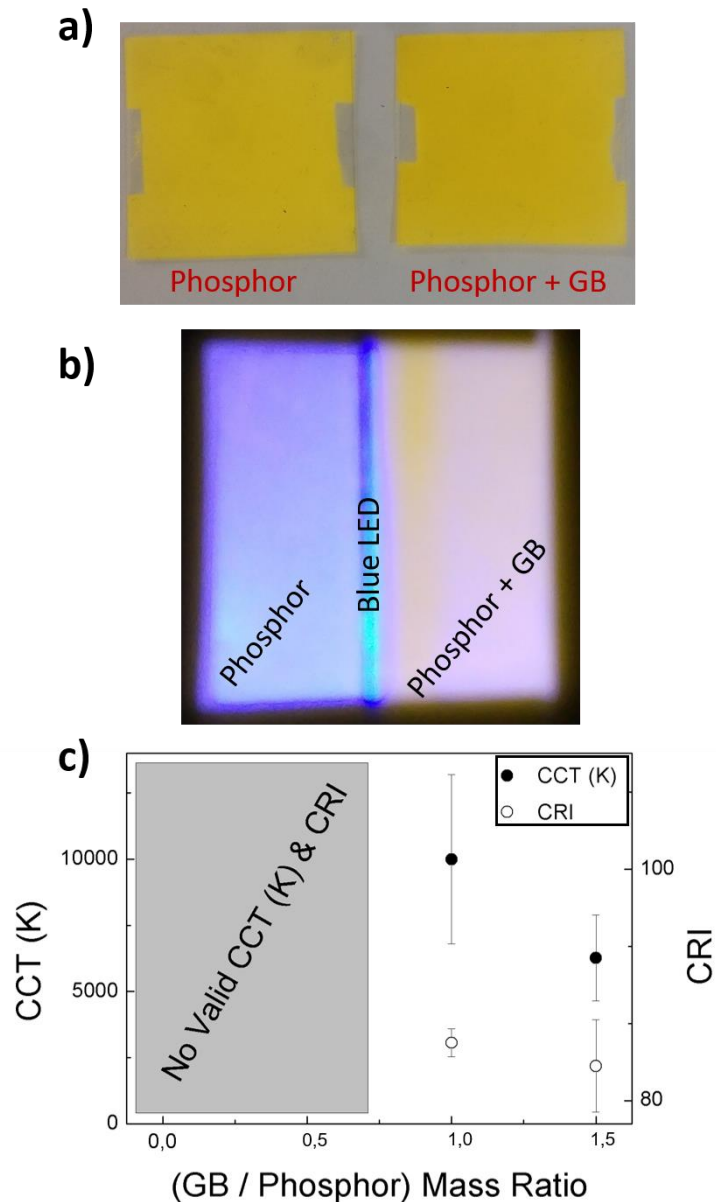 a)
Phosphor
Phosphor + GB
b)
Phosphor
Blue LED
Phosphor + GB
c)
CCT (K)
CRI
No Valid CCT (K) & CRI
CCT (K)
10000
5000
0
100
80
CRI
0,0
0,5
1,0
1,5
(GB / Phosphor) Mass Ratio